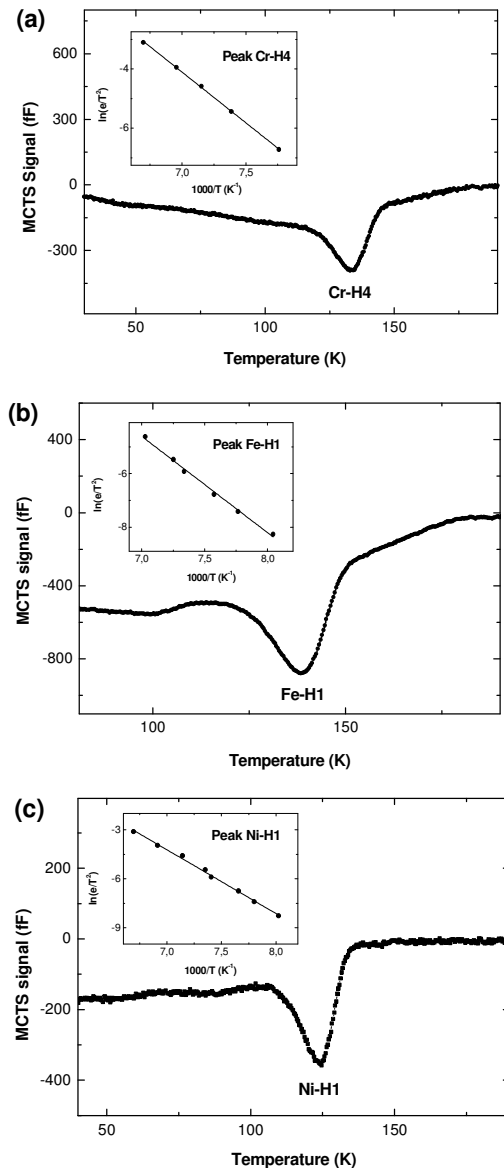 (a)
600
300
0
-300
MCTS Signal (fF)
50
100
150
Temperature (K)
Cr-H4
Peak Cr-H4
-4
-6
ln(e/T²)
7,0
7,5
1000/T (K⁻¹)
(b)
600
400
200
0
-200
-400
-600
-800
MCTS signal (fF)
100
150
Temperature (K)
Fe-H1
Peak Fe-H1
-6
-8
ln(e/T²)
7,0
7,5
8,0
1000/T (K⁻¹)
(c)
200
0
-200
-400
MCTS signal (fF)
50
100
150
Temperature (K)
Ni-H1
Peak Ni-H1
-3
-6
-9
ln(e/T²)
7,0
7,5
8,0
1000/T (K⁻¹)